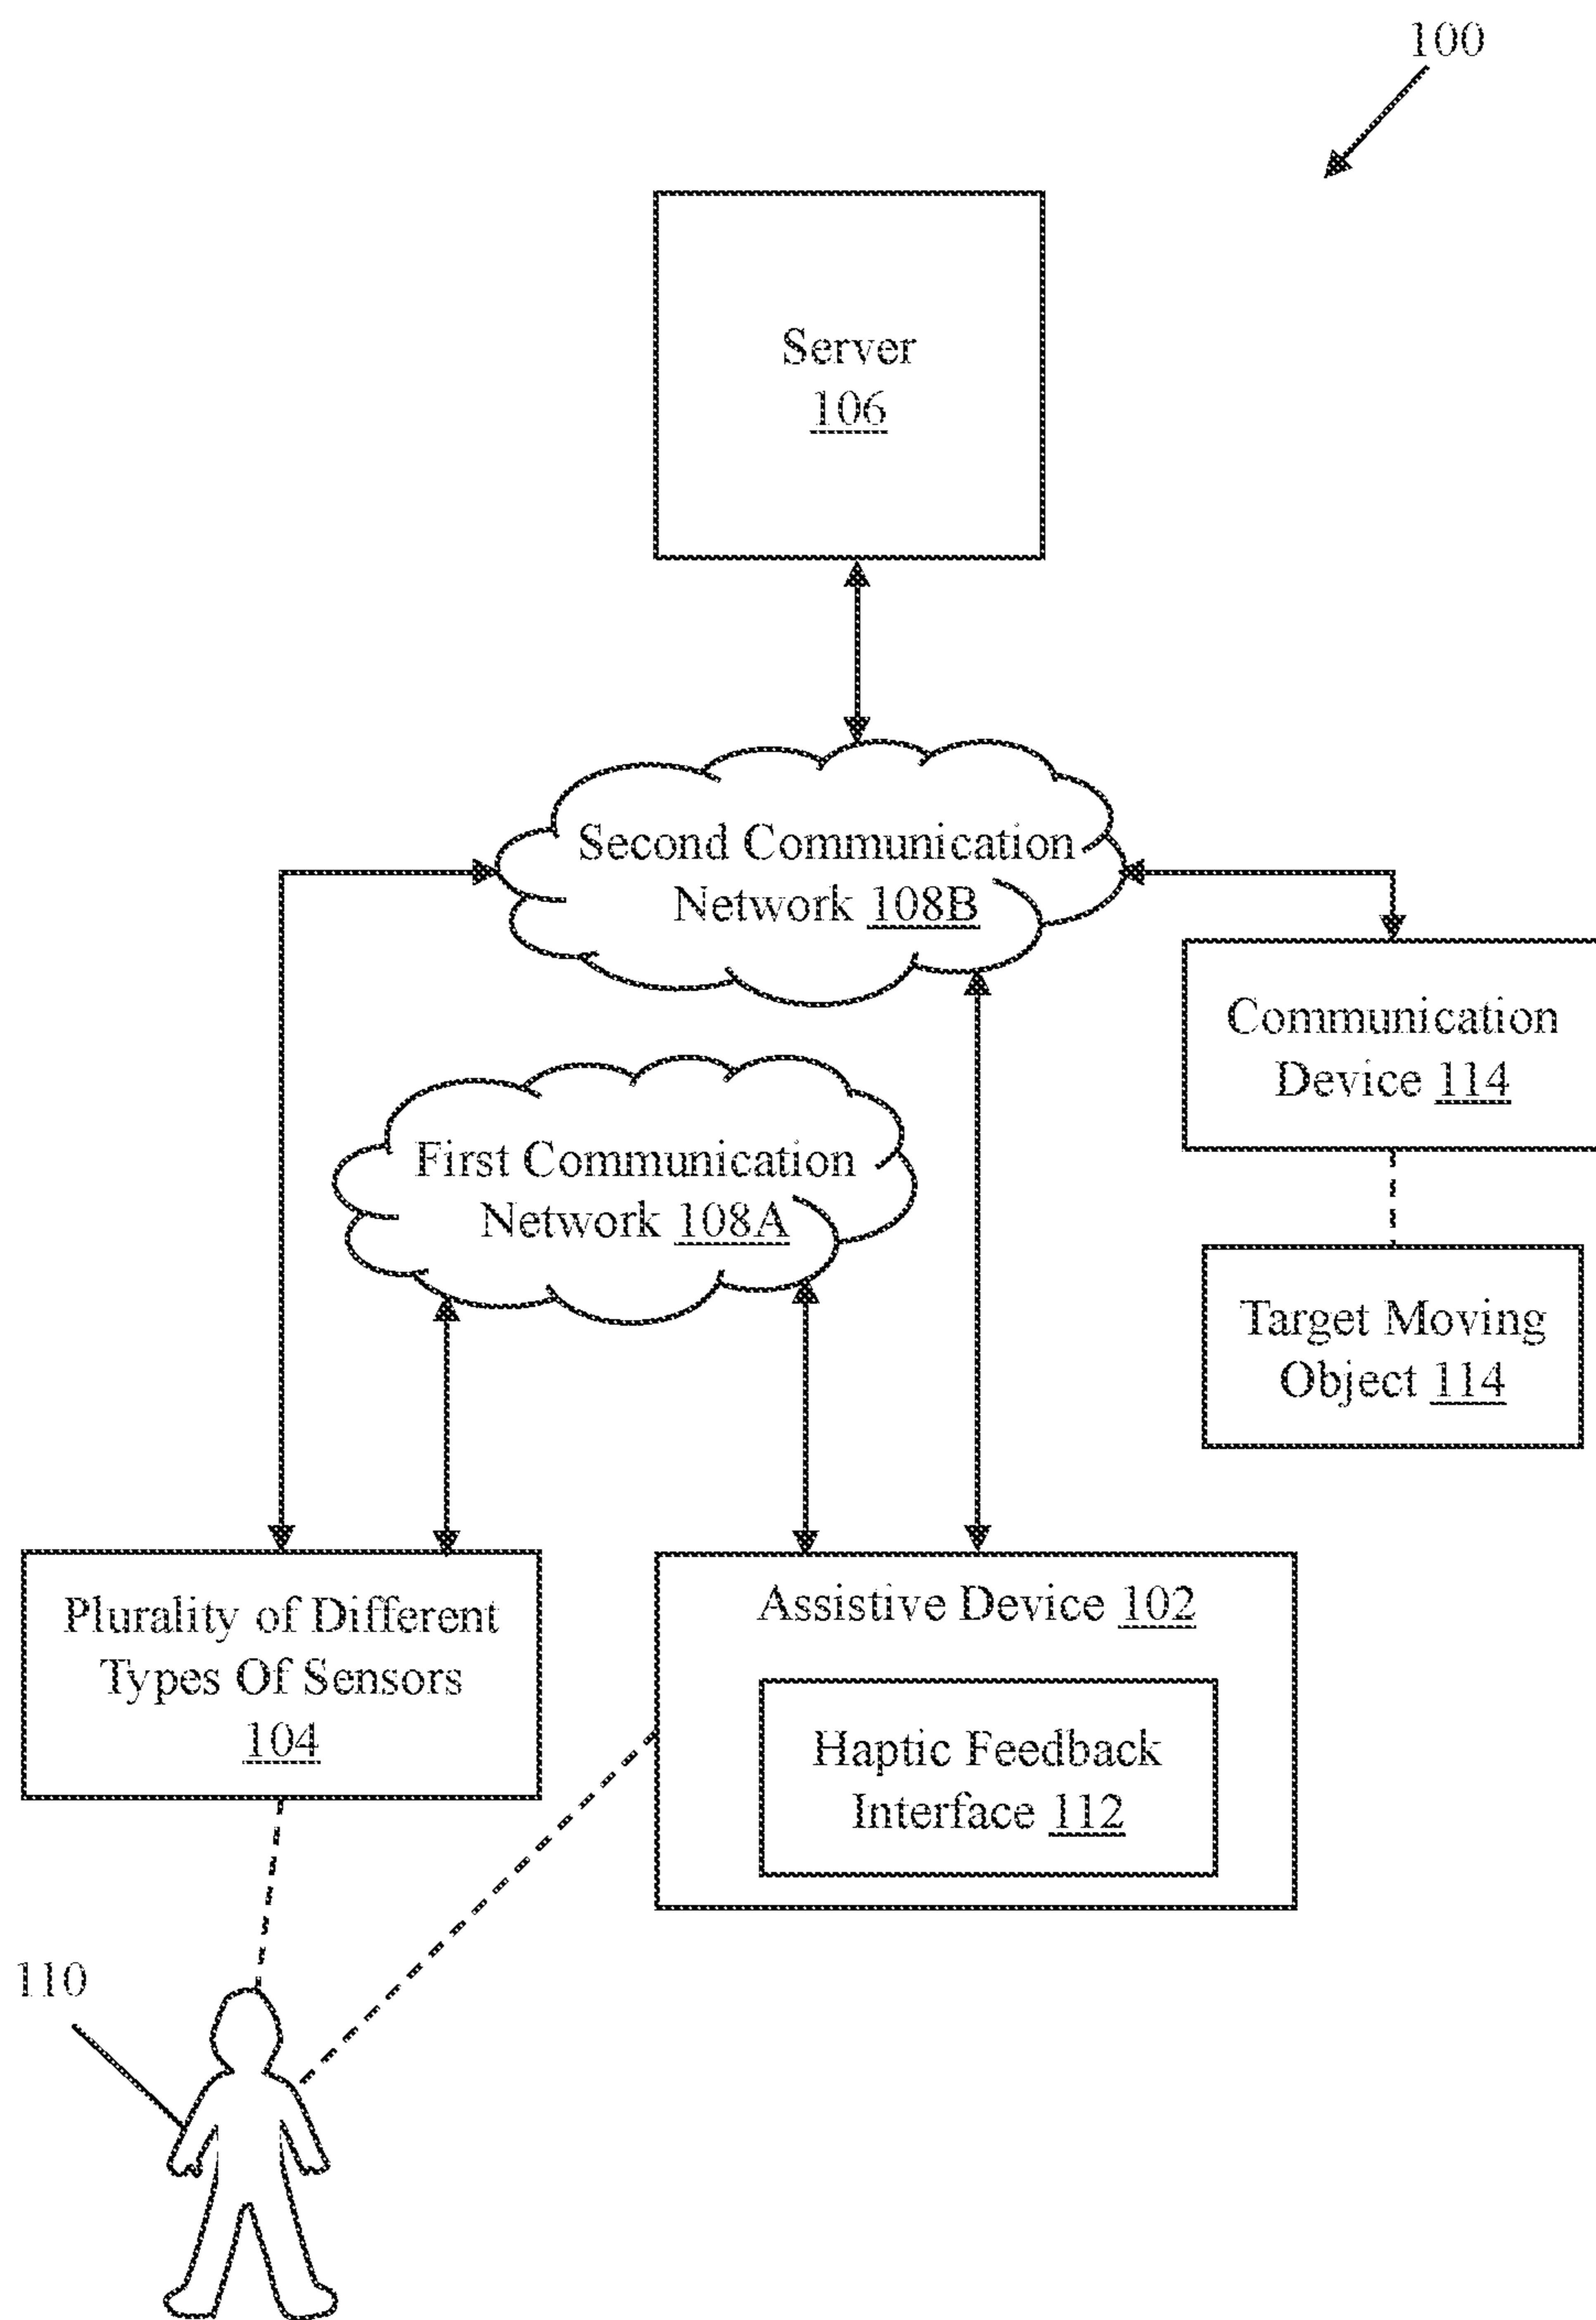 100
Server
106
Second Communication
Network 108B
Communication
Device 114
First Communication
Network 108A
Target Moving
Object 114
Plurality of Different
Types Of Sensors
104
Assistive Device 102
Haptic Feedback
Interface 112
110